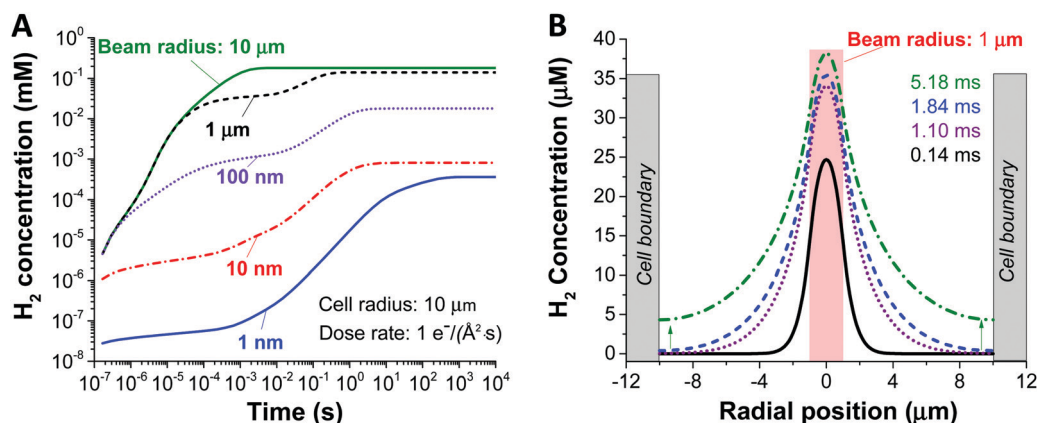 A
H₂ concentration (mM)
10⁰
10⁻¹
10⁻²
10⁻³
10⁻⁴
10⁻⁵
10⁻⁶
10⁻⁷
10⁻⁸
Beam radius: 10 μm
1 μm
100 nm
10 nm
1 nm
Cell radius: 10 μm
Dose rate: 1 e⁻/(Å²·s)
10⁻⁷ 10⁻⁶ 10⁻⁵ 10⁻⁴ 10⁻³ 10⁻² 10⁻¹ 10⁰ 10¹ 10² 10³ 10⁴
Time (s)
B
H₂ Concentration (μM)
40
35
30
25
20
15
10
5
0
Beam radius: 1 μm
5.18 ms
1.84 ms
1.10 ms
0.14 ms
Cell boundary
Cell boundary
-12 -8 -4 0 4 8 12
Radial position (μm)